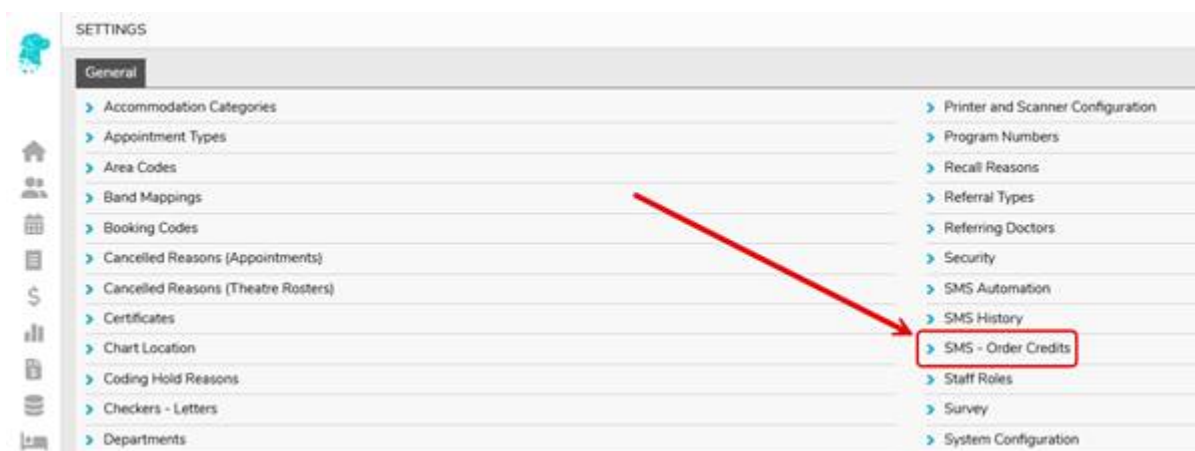 SETTINGS
General
Accommodation Categories
Appointment Types
Area Codes
Band Mappings
Booking Codes
Cancelled Reasons (Appointments)
Cancelled Reasons (Theatre Rosters)
Certificates
Chart Location
Coding Hold Reasons
Checkers - Letters
Departments
Printer and Scanner Configuration
Program Numbers
Recall Reasons
Referral Types
Referring Doctors
Security
SMS Automation
SMS History
SMS - Order Credits
Staff Roles
Survey
System Configuration